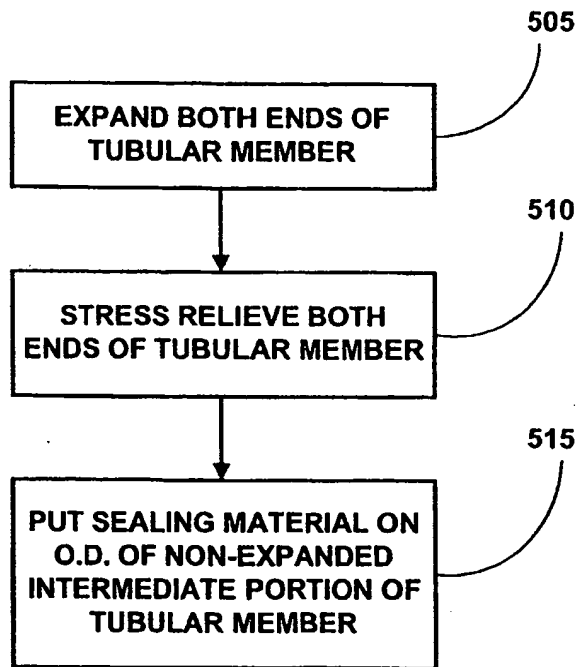 505
EXPAND BOTH ENDS OF
TUBULAR MEMBER
510
STRESS RELIEVE BOTH
ENDS OF TUBULAR MEMBER
515
PUT SEALING MATERIAL ON
O.D. OF NON-EXPANDED
INTERMEDIATE PORTION OF
TUBULAR MEMBER